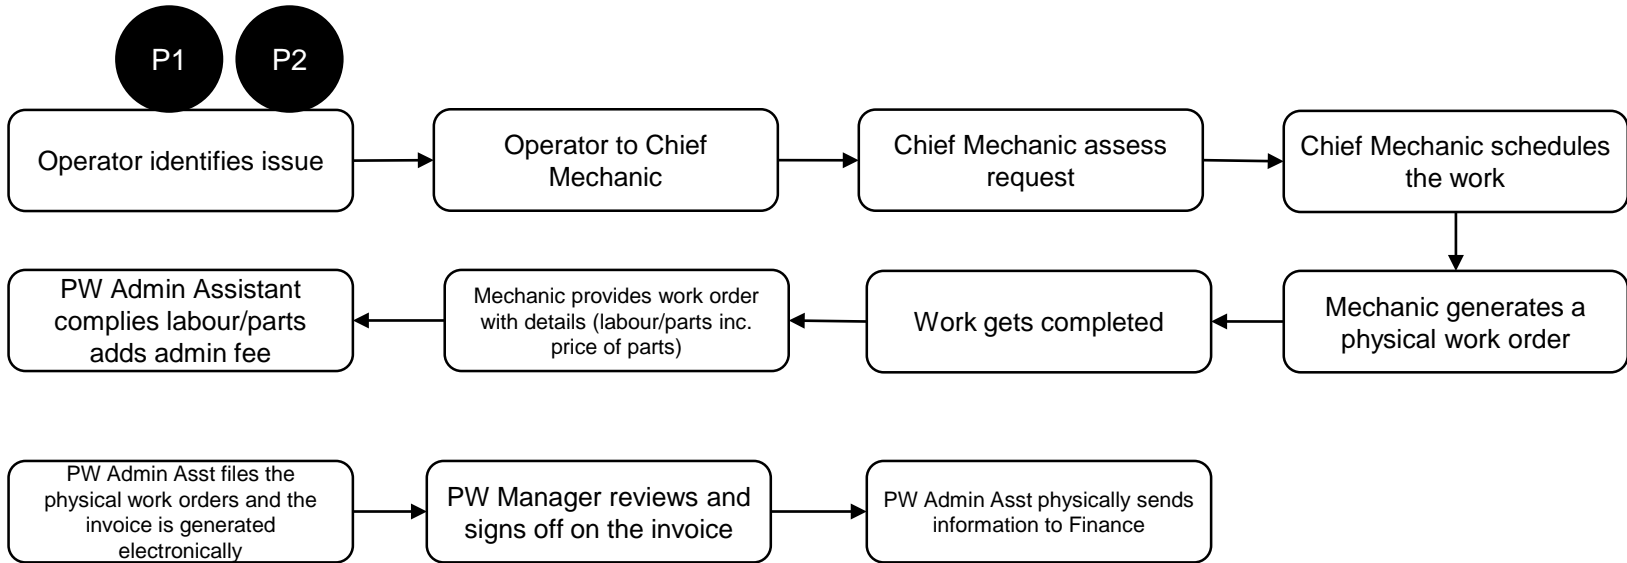 P1
P2
Operator identifies issue
Operator to Chief
Mechanic
Chief Mechanic assess
request
Chief Mechanic schedules
the work
Mechanic generates a
physical work order
Work gets completed
Mechanic provides work order
with details (labour/parts inc.
price of parts)
PW Admin Assistant
complies labour/parts
adds admin fee
PW Admin Asst files the
physical work orders and the
invoice is generated
electronically
PW Manager reviews and
signs off on the invoice
PW Admin Asst physically sends
information to Finance